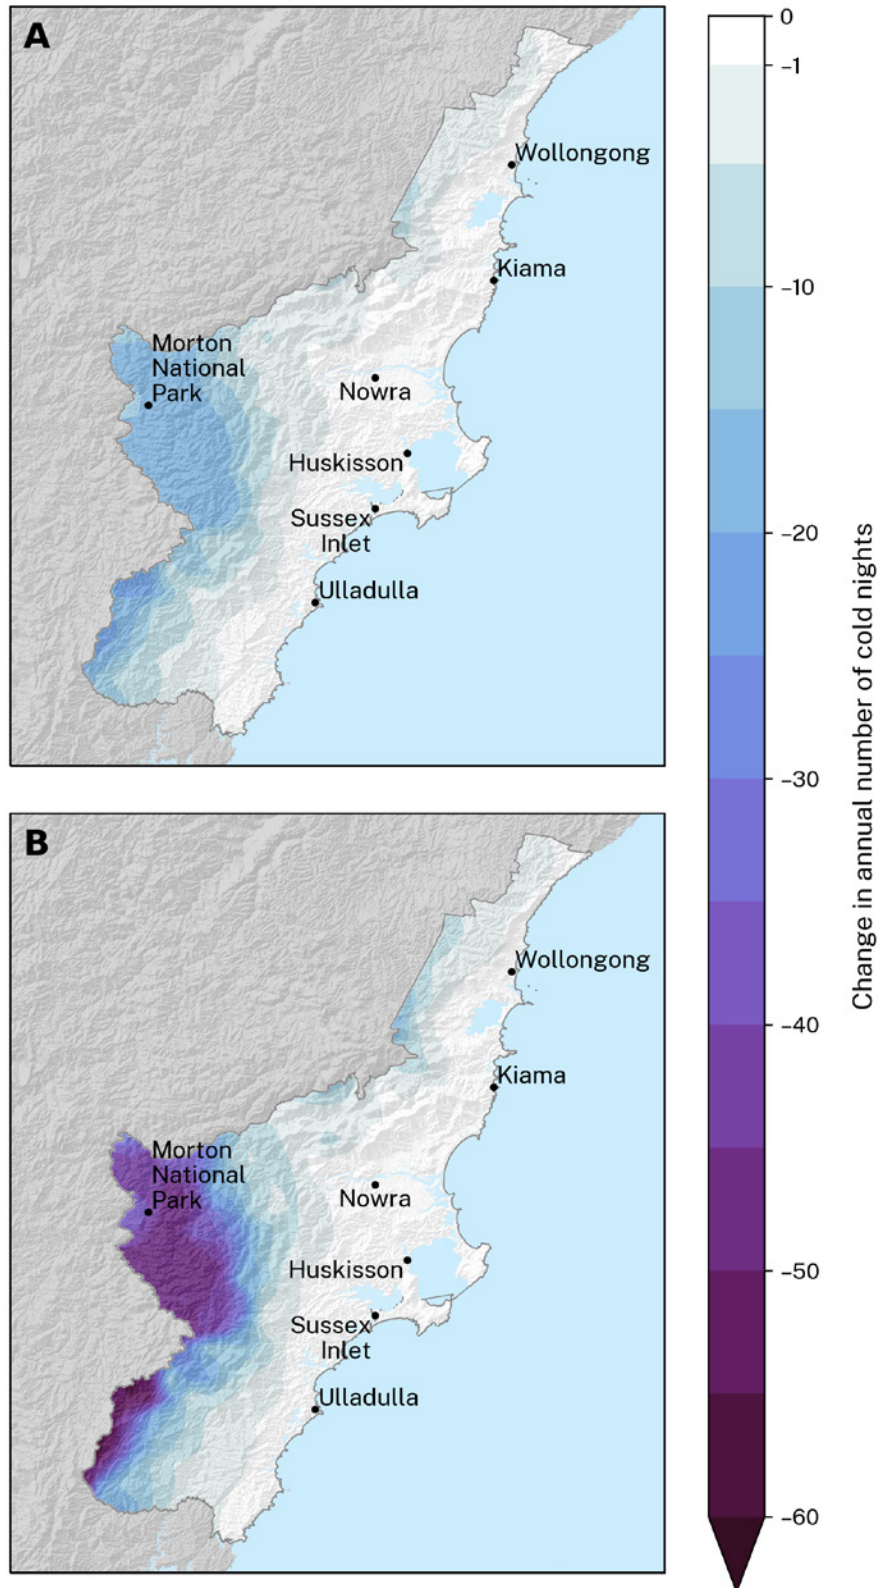 A
Wollongong
Kiama
Morton
National
Park
Nowra
Huskisson
Sussex
Inlet
Ulladulla
B
Wollongong
Kiama
Morton
National
Park
Nowra
Huskisson
Sussex
Inlet
Ulladulla
0
−1
−10
−20
−30
−40
−50
−60
Change in annual number of cold nights